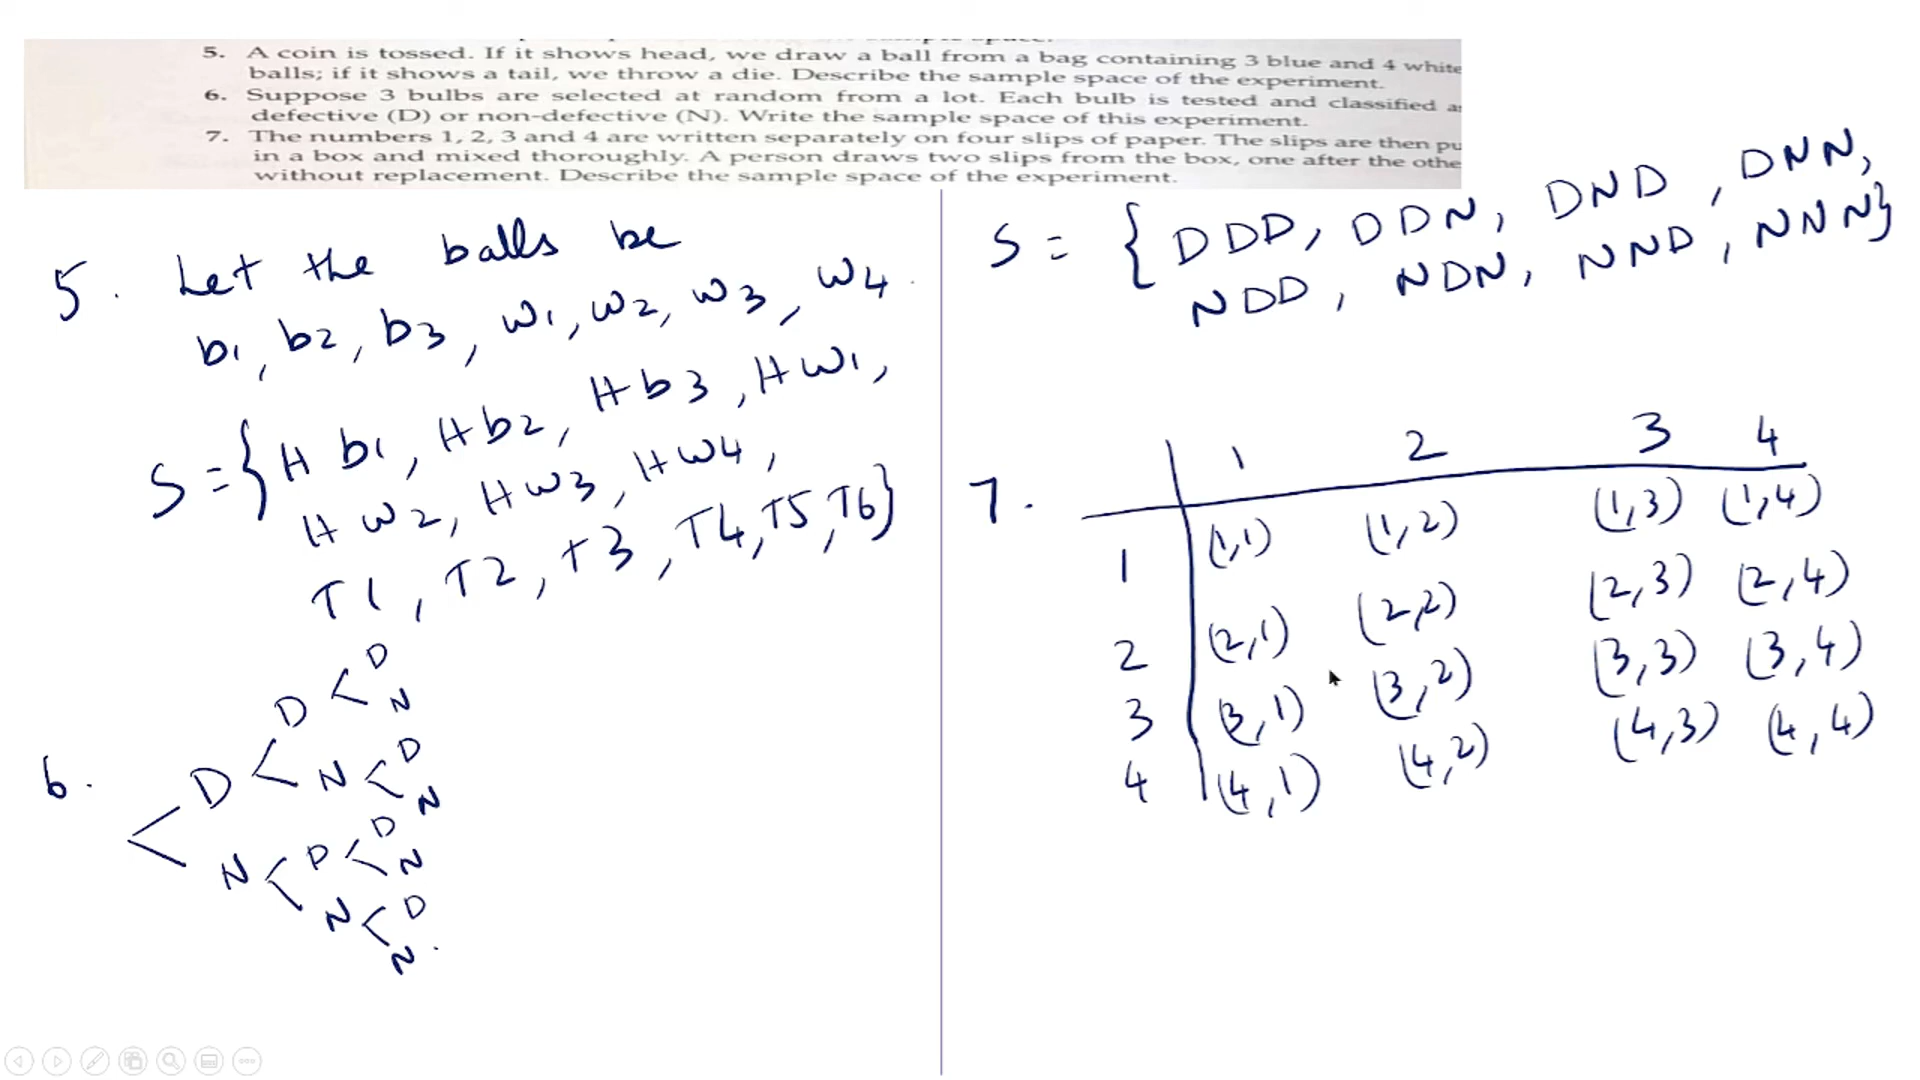 5. A coin is tossed. If it shows head, we draw a ball from a bag containing 3 blue and 4 white
balls; if it shows a tail, we throw a die. Describe the sample space of the experiment.
6. Suppose 3 bulbs are selected at random from a lot. Each bulb is tested and classified as
defective (D) or non-defective (N). Write the sample space of this experiment.
7. The numbers 1, 2, 3 and 4 are written separately on four slips of paper. The slips are then pu
in a box and mixed thoroughly. A person draws two slips from the box, one after the othe
without replacement. Describe the sample space of the experiment.
5. Let the balls be
b1, b2, b3, w1, w2, w3, w4.
S = { H b1, H b2, H b3, H w1,
H w2, H w3, H w4,
T1, T2, T3, T4, T5, T6}
6.
D
D N
D D
N N
D
N D N
N D
N.
S = { DDD, DDN, DND, DNN,
NDD, NDN, NND, NNN}
7. 1 2 3 4
1 (1,1) (1,2) (1,3) (1,4)
2 (2,1) (2,2) (2,3) (2,4)
3 (3,1) (3,2) (3,3) (3,4)
4 (4,1) (4,2) (4,3) (4,4)